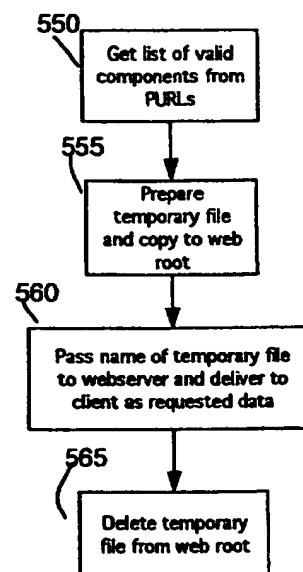 550
Get list of valid
components from
PURLs
555
Prepare
temporary file
and copy to web
root
560
Pass name of temporary file
to webserver and deliver to
client as requested data
565
Delete temporary
file from web root